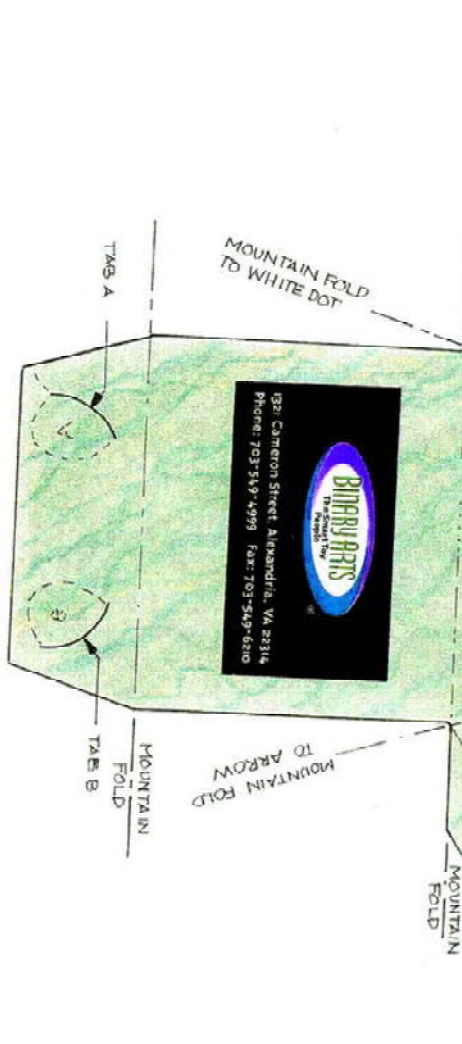 MOUNTAIN FOLD
TO WHITE DOT
TAB A
A
BINARY ARTS
The Smart Toy
People
®
1321 Cameron Street, Alexandria, VA 22314
Phone: 703-549-4999 Fax: 703-549-6210
B
TAB B
MOUNTAIN
FOLD
MOUNTAIN FOLD
TO ARROW
MOUNTAIN
FOLD